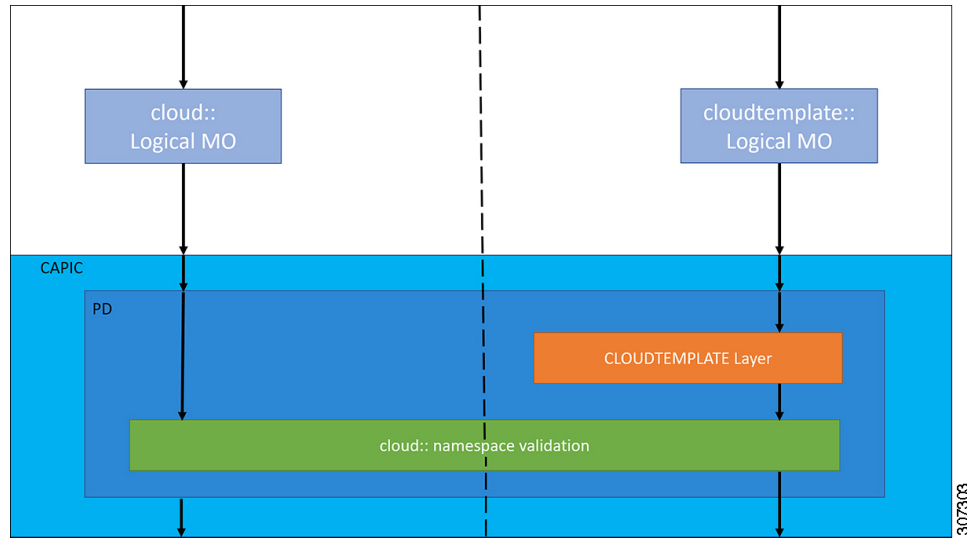 cloud::
Logical MO
cloudtemplate::
Logical MO
CAPIC
PD
CLOUDTEMPLATE Layer
cloud:: namespace validation
307303